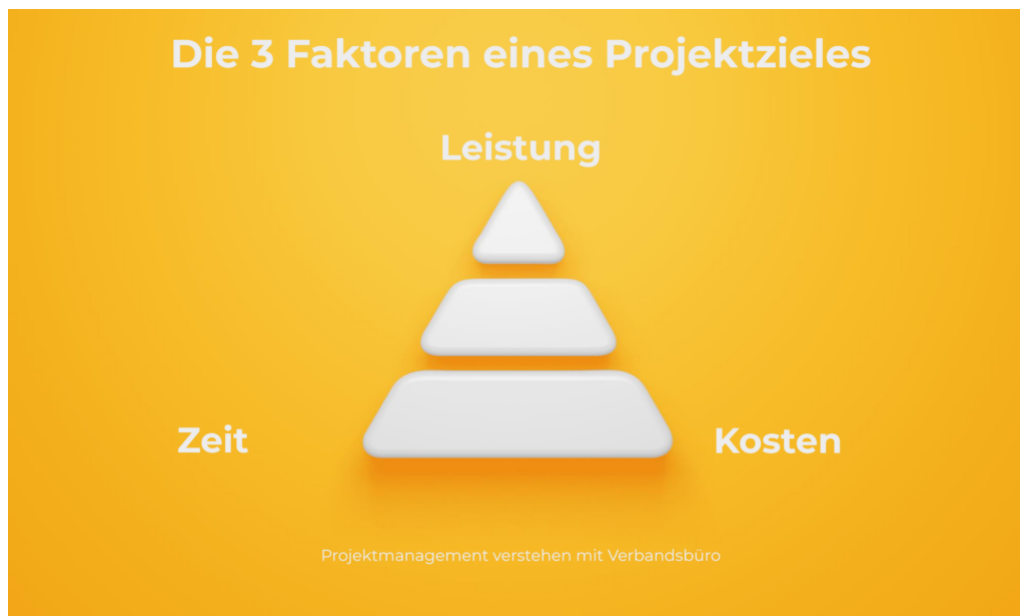 Die 3 Faktoren eines Projektzieles
Leistung
Zeit
Kosten
Projektmanagement verstehen mit Verbandsbüro